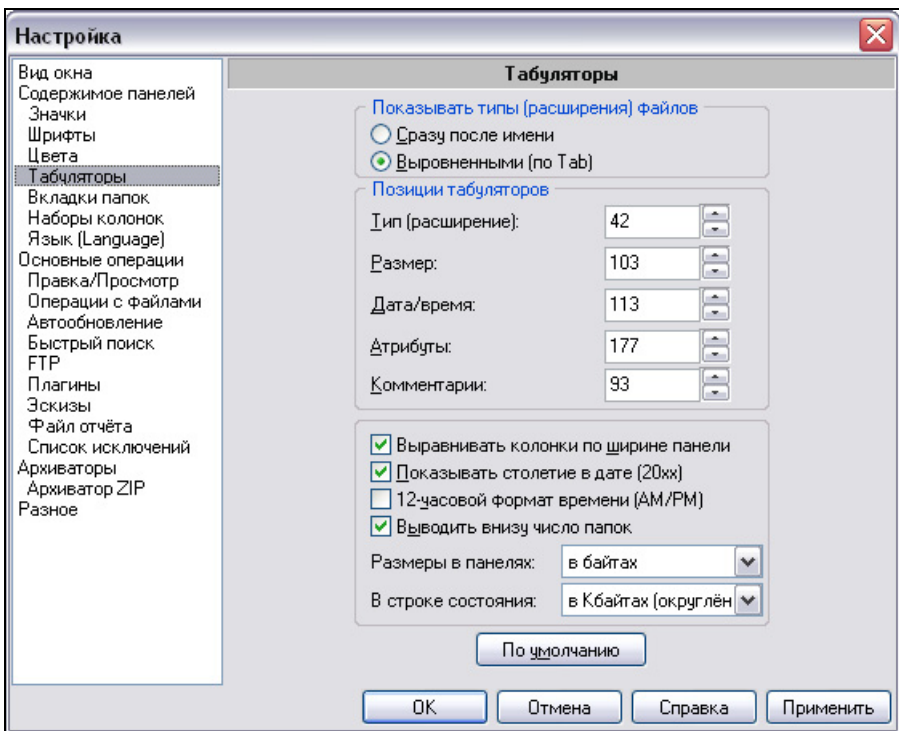 Настройка
Вид окна
Содержимое панелей
Значки
Шрифты
Цвета
Табуляторы
Вкладки папок
Наборы колонок
Язык (Language)
Основные операции
Правка/Просмотр
Операции с файлами
Автообновление
Быстрый поиск
FTP
Плагины
Эскизы
Файл отчёта
Список исключений
Архиваторы
Архиватор ZIP
Разное
Табуляторы
Показывать типы (расширения) файлов
Сразу после имени
Выровненными (по Tab)
Позиции табуляторов
Тип (расширение): 42
Размер: 103
Дата/время: 113
Атрибуты: 177
Комментарии: 93
Выравнивать колонки по ширине панели
Показывать столетие в дате (20xx)
12-часовой формат времени (AM/PM)
Выводить внизу число папок
Размеры в панелях: в байтах
В строке состояния: в Кбайтах (округлён
По умолчанию
OK Отмена Справка Применить